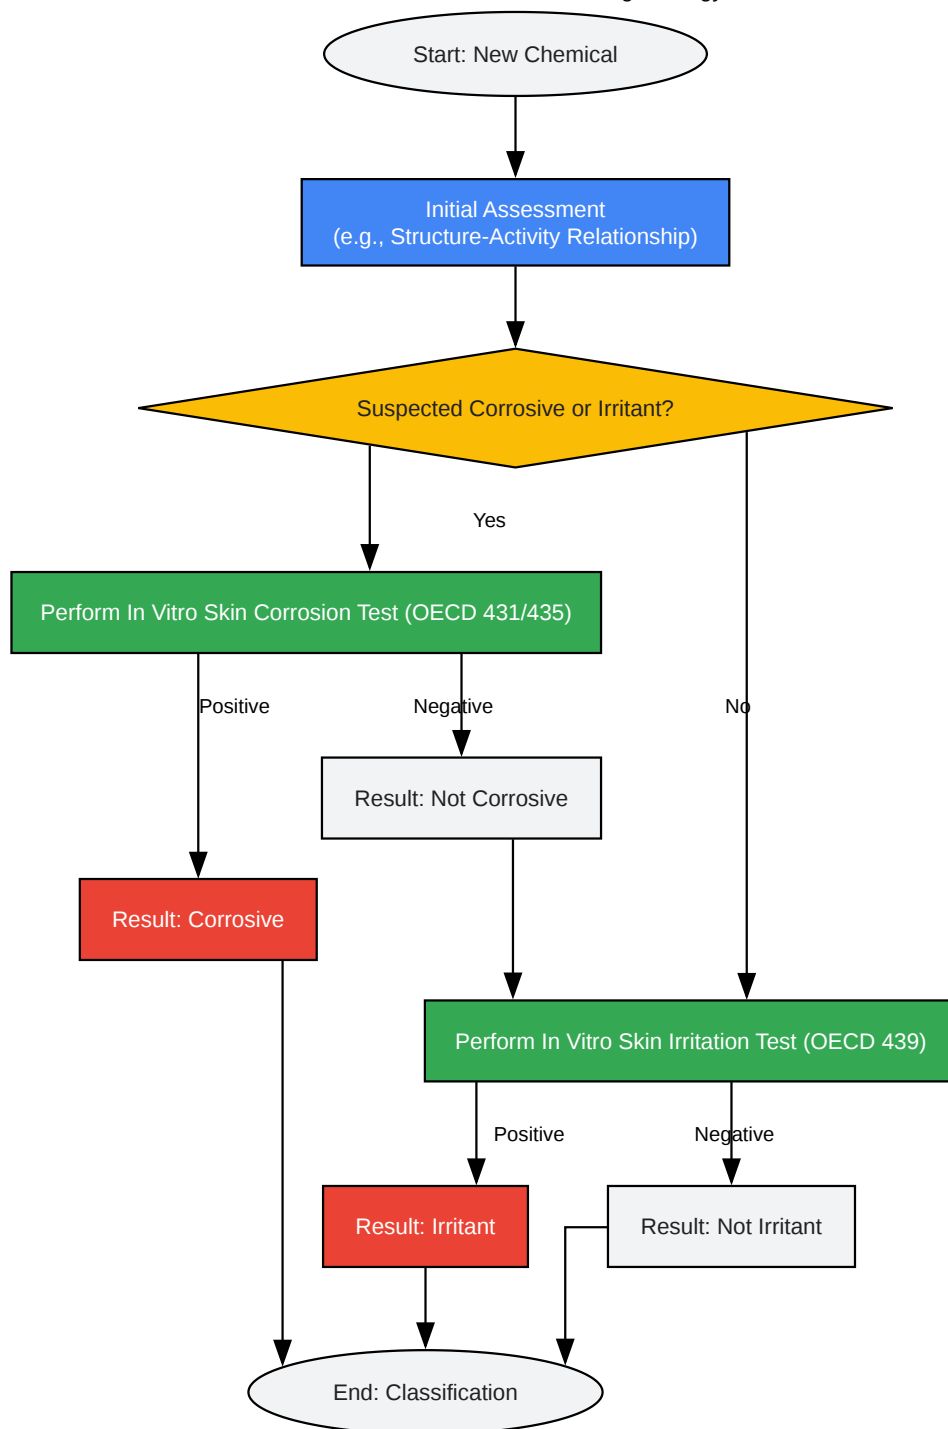 Start: New Chemical
Initial Assessment
(e.g., Structure-Activity Relationship)
Suspected Corrosive or Irritant?
Yes
Perform In Vitro Skin Corrosion Test (OECD 431/435)
Positive
Negative
No
Result: Not Corrosive
Result: Corrosive
Perform In Vitro Skin Irritation Test (OECD 439)
Positive
Negative
Result: Irritant
Result: Not Irritant
End: Classification